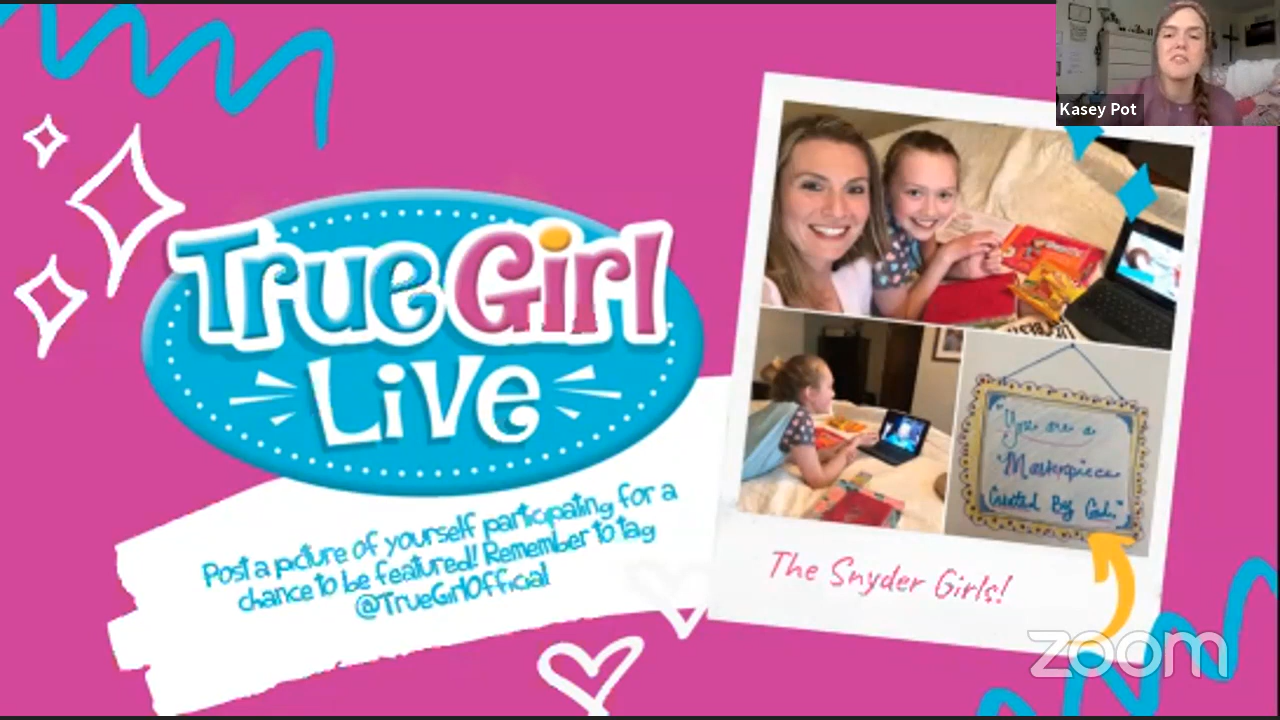 Kasey Pot
True Girl
Live
Post a picture of yourself participating for a
chance to be featured! Remember to tag
@TrueGirlOfficial
"You are a
Masterpiece
Created By God."
The Snyder Girls!
zoom